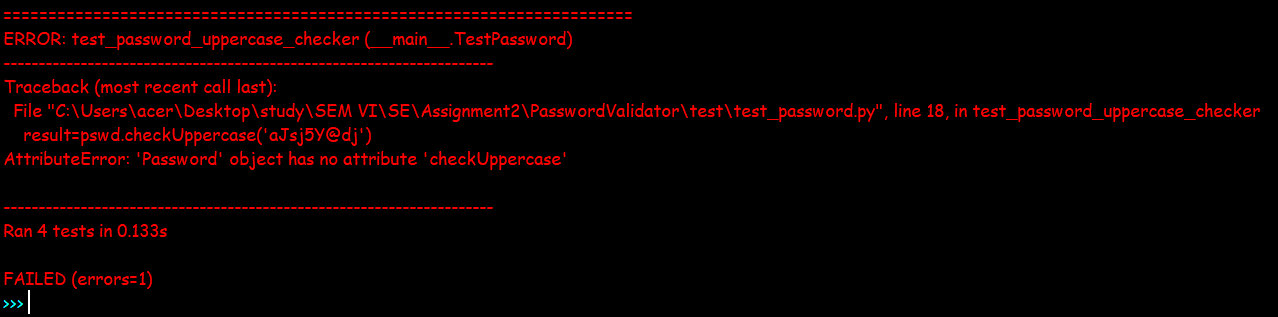 ======================================================================
ERROR: test_password_uppercase_checker (__main__.TestPassword)
----------------------------------------------------------------------
Traceback (most recent call last):
  File "C:\Users\acer\Desktop\study\SEM VI\SE\Assignment2\PasswordValidator\test\test_password.py", line 18, in test_password_uppercase_checker
    result=pswd.checkUppercase('aJsj5Y@dj')
AttributeError: 'Password' object has no attribute 'checkUppercase'
----------------------------------------------------------------------
Ran 4 tests in 0.133s
FAILED (errors=1)
>>>